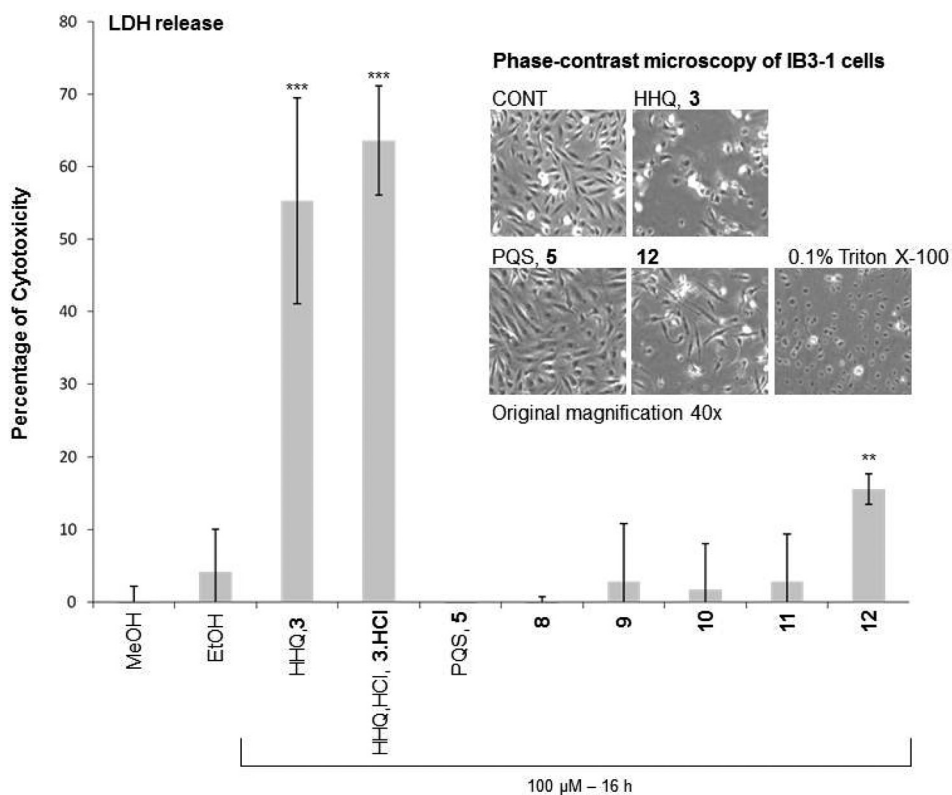 LDH release
80
70
60
50
40
30
20
10
0
Percentage of Cytotoxicity
***
***
**
Phase-contrast microscopy of IB3-1 cells
CONT
HHQ, 3
PQS, 5
12
0.1% Triton X-100
Original magnification 40x
MeOH
EtOH
HHQ,3
HHQ,HCl, 3.HCl
PQS, 5
8
9
10
11
12
100 µM – 16 h